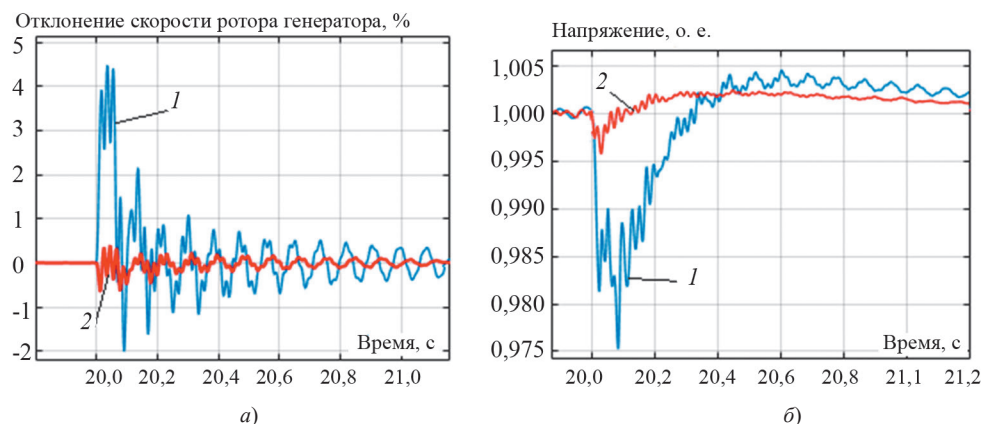 Отклонение скорости ротора генератора, %
5
4
3
2
1
0
-1
-2
1
2
Время, с
20,0 20,2 20,4 20,6 20,8 21,0
а)
Напряжение, о. е.
1,005
1,000
0,995
0,990
0,985
0,980
0,975
2
1
Время, с
20,0 20,2 20,4 20,6 20,8 21,1 21,2
б)